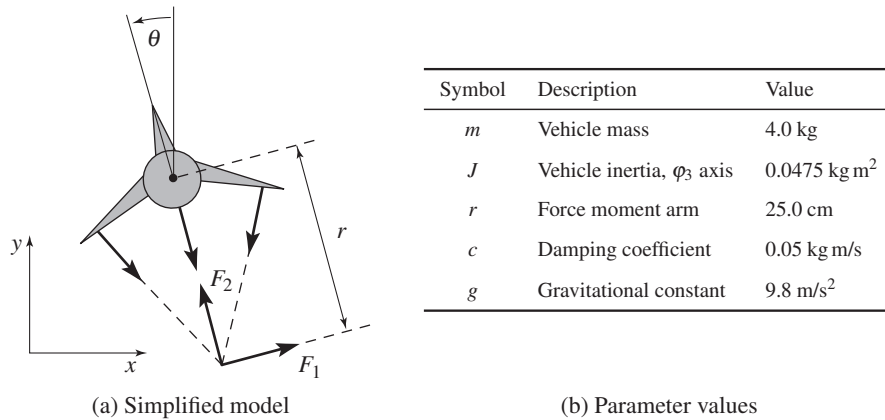 θ
r
y
x
F₂
F₁
(a) Simplified model
Symbol Description Value
m Vehicle mass 4.0 kg
J Vehicle inertia, φ₃ axis 0.0475 kg m²
r Force moment arm 25.0 cm
c Damping coefficient 0.05 kg m/s
g Gravitational constant 9.8 m/s²
(b) Parameter values